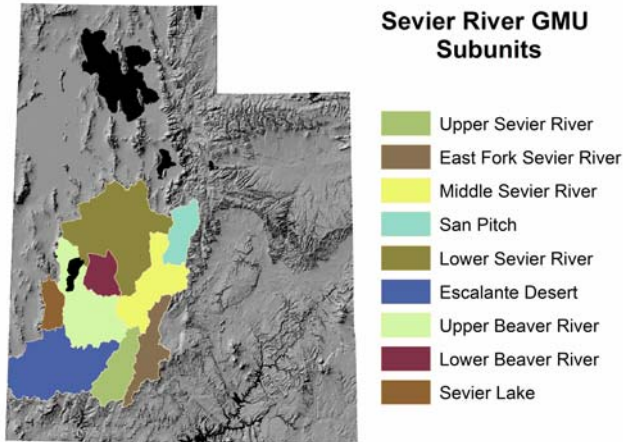 Sevier River GMU
Subunits
Upper Sevier River
East Fork Sevier River
Middle Sevier River
San Pitch
Lower Sevier River
Escalante Desert
Upper Beaver River
Lower Beaver River
Sevier Lake